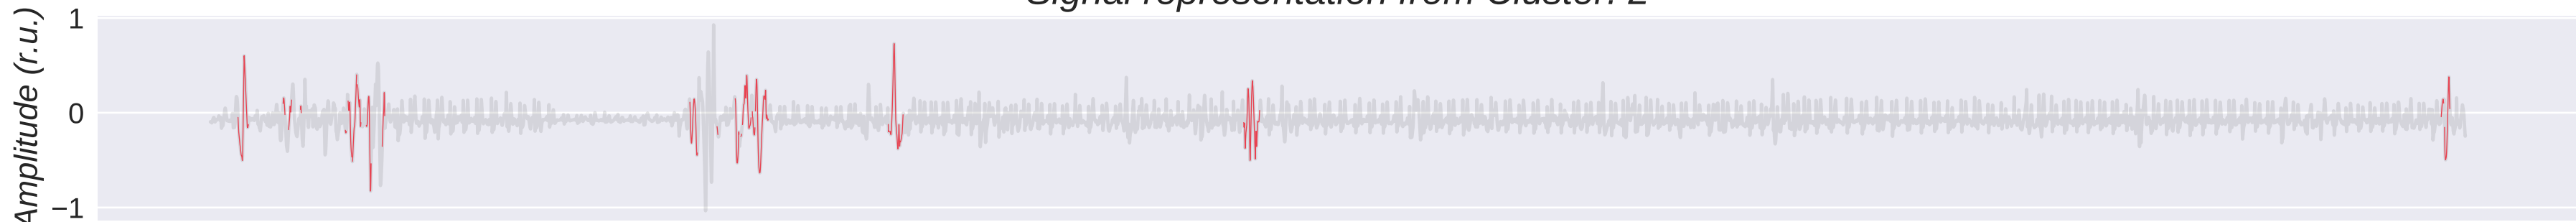 Signal representation from Cluster: 2
Amplitude (r.u.)
1
0
−1